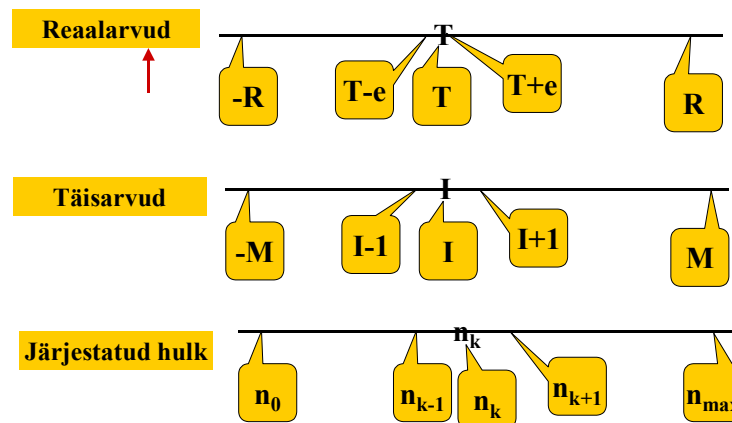 Reaalarvud
T
-R
T-e
T
T+e
R
Täisarvud
I
-M
I-1
I
I+1
M
Järjestatud hulk
nk
n0
nk-1
nk
nk+1
nmax